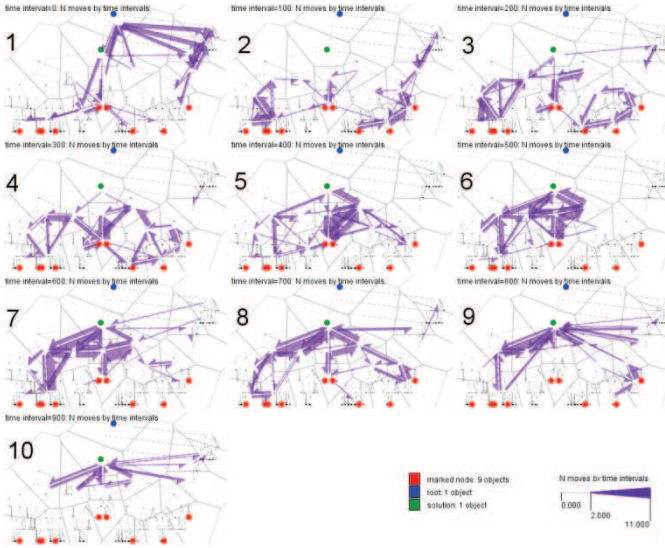 time interval=0: N moves by time intervals
time interval=100: N moves by time intervals
time interval=200: N moves by time intervals
1
2
3
time interval=300: N moves by time intervals
time interval=400: N moves by time intervals
time interval=500: N moves by time intervals
4
5
6
time interval=600: N moves by time intervals
time interval=700: N moves by time intervals
time interval=800: N moves by time intervals
7
8
9
time interval=900: N moves by time intervals
10
marked node: 9 objects
root: 1 object
solution: 1 object
N moves by time intervals
0.000
2.000
11.000